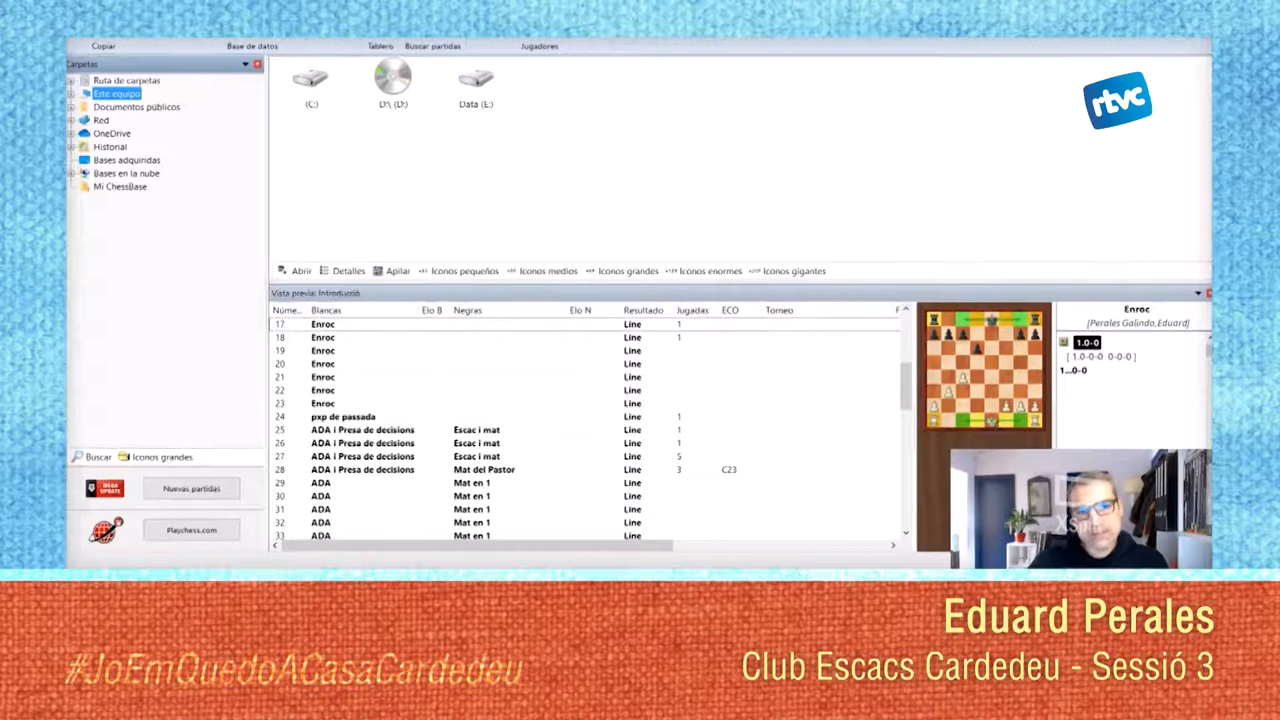 Copiar Base de datos Tablero Buscar partidas Jugadores
Carpetas
Ruta de carpetas
Este equipo
Documentos públicos
Red
OneDrive
Historial
Bases adquiridas
Bases en la nube
Mi ChessBase
(C:) D:\ (D:) Data (E:)
rtvc
Abrir Detalles Apilar Iconos pequeños Iconos medios Iconos grandes Iconos enormes Iconos gigantes
Vista previa: Introducció
Núme... Blancas Elo B Negras Elo N Resultado Jugadas ECO Torneo F
17 Enroc Line 1
18 Enroc Line 1
19 Enroc Line
20 Enroc Line
21 Enroc Line
22 Enroc Line
23 Enroc Line
24 pxp de passada Line 1
25 ADA i Presa de decisions Escac i mat Line 1
26 ADA i Presa de decisions Escac i mat Line 1
27 ADA i Presa de decisions Escac i mat Line 5
28 ADA i Presa de decisions Mat del Pastor Line 3 C23
29 ADA Mat en 1 Line
30 ADA Mat en 1 Line
31 ADA Mat en 1 Line
32 ADA Mat en 1 Line
33 ADA Mat en 1 Line
Enroc
[Perales Galindo,Eduard]
1.0-0
[ 1.0-0-0 0-0-0 ]
1...0-0
Buscar Iconos grandes
MEGA UPDATE
Nuevas partidas
Playchess.com
Eduard Perales
Club Escacs Cardedeu - Sessió 3
#JoEmQuedoACasaCardedeu